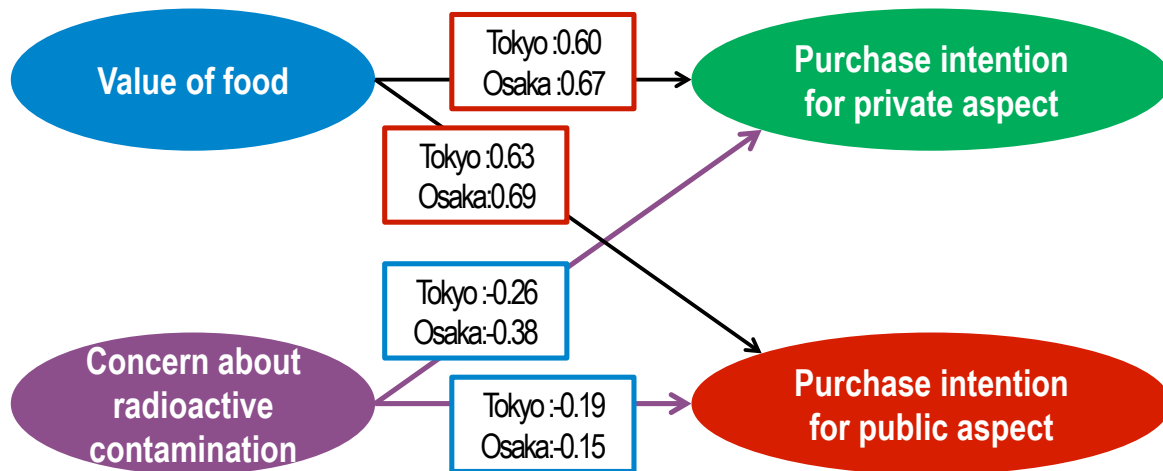 Value of food
Tokyo :0.60
Osaka :0.67
Purchase intention
for private aspect
Tokyo :0.63
Osaka:0.69
Tokyo :-0.26
Osaka:-0.38
Concern about
radioactive
contamination
Tokyo :-0.19
Osaka:-0.15
Purchase intention
for public aspect